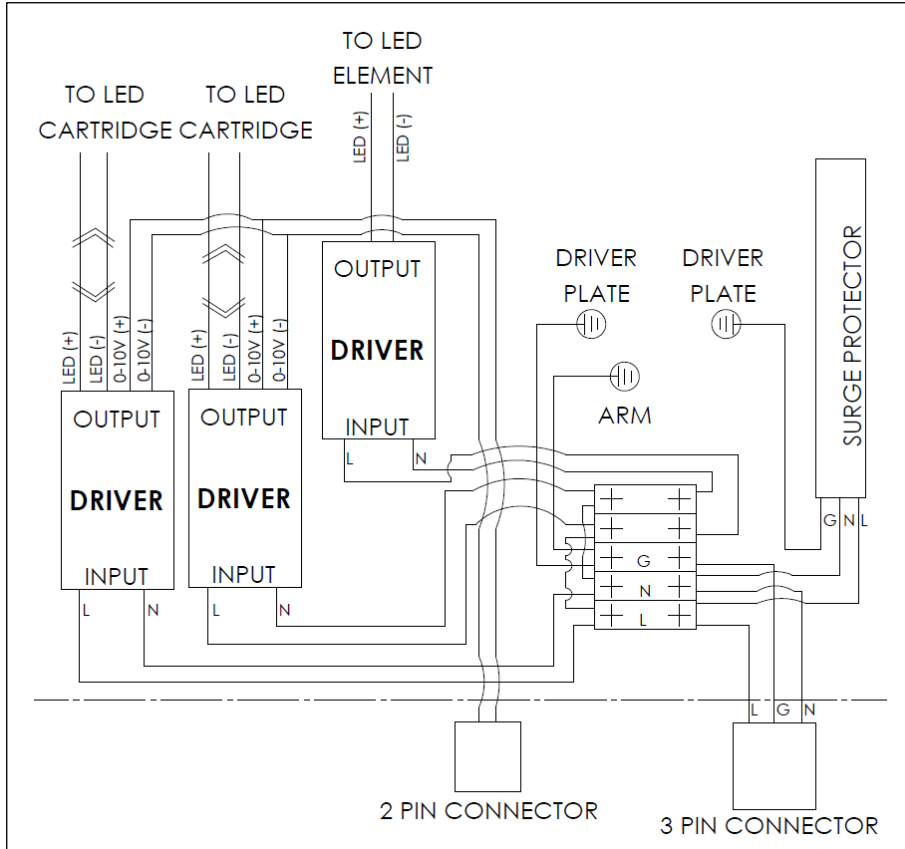 TO LED
ELEMENT
TO LED
CARTRIDGE
TO LED
CARTRIDGE
LED (+)
LED (-)
LED (+)
LED (-)
0-10V (+)
0-10V (-)
LED (+)
LED (-)
0-10V (+)
0-10V (-)
OUTPUT
DRIVER
INPUT
L
N
OUTPUT
DRIVER
INPUT
L
N
OUTPUT
DRIVER
INPUT
L
N
DRIVER
PLATE
DRIVER
PLATE
ARM
SURGE PROTECTOR
G N L
G
N
L
L G N
2 PIN CONNECTOR
3 PIN CONNECTOR